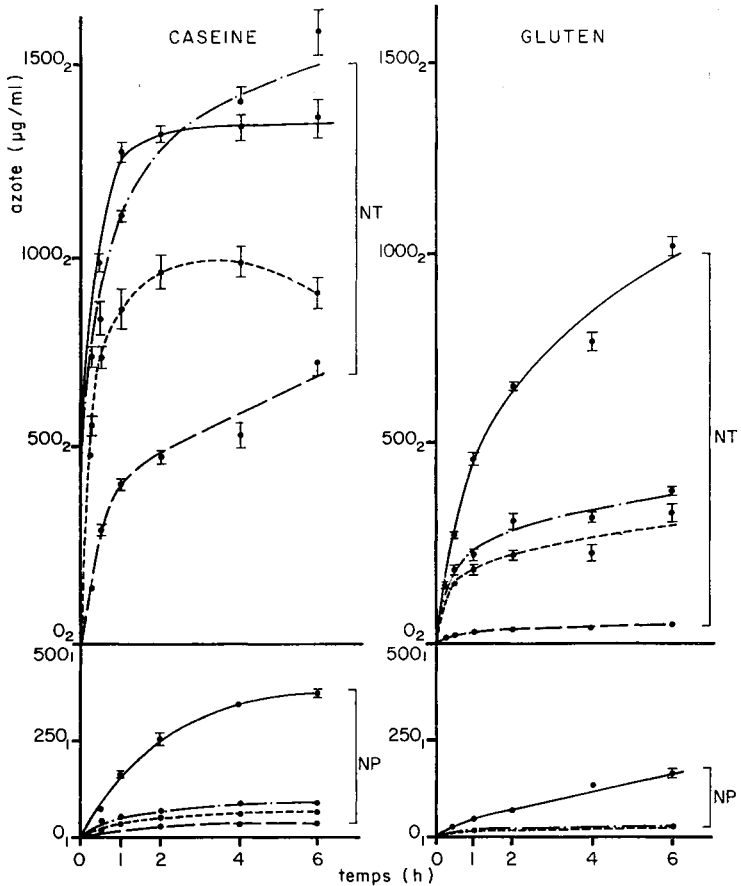 CASEINE
GLUTEN
azote (µg/ml)
1500₂
1000₂
500₂
0₂
500₁
250₁
0₁
NT
NP
0 1 2 4 6
1500₂
1000₂
500₂
0₂
500₁
250₁
0₁
NT
NP
0 1 2 4 6
temps (h)